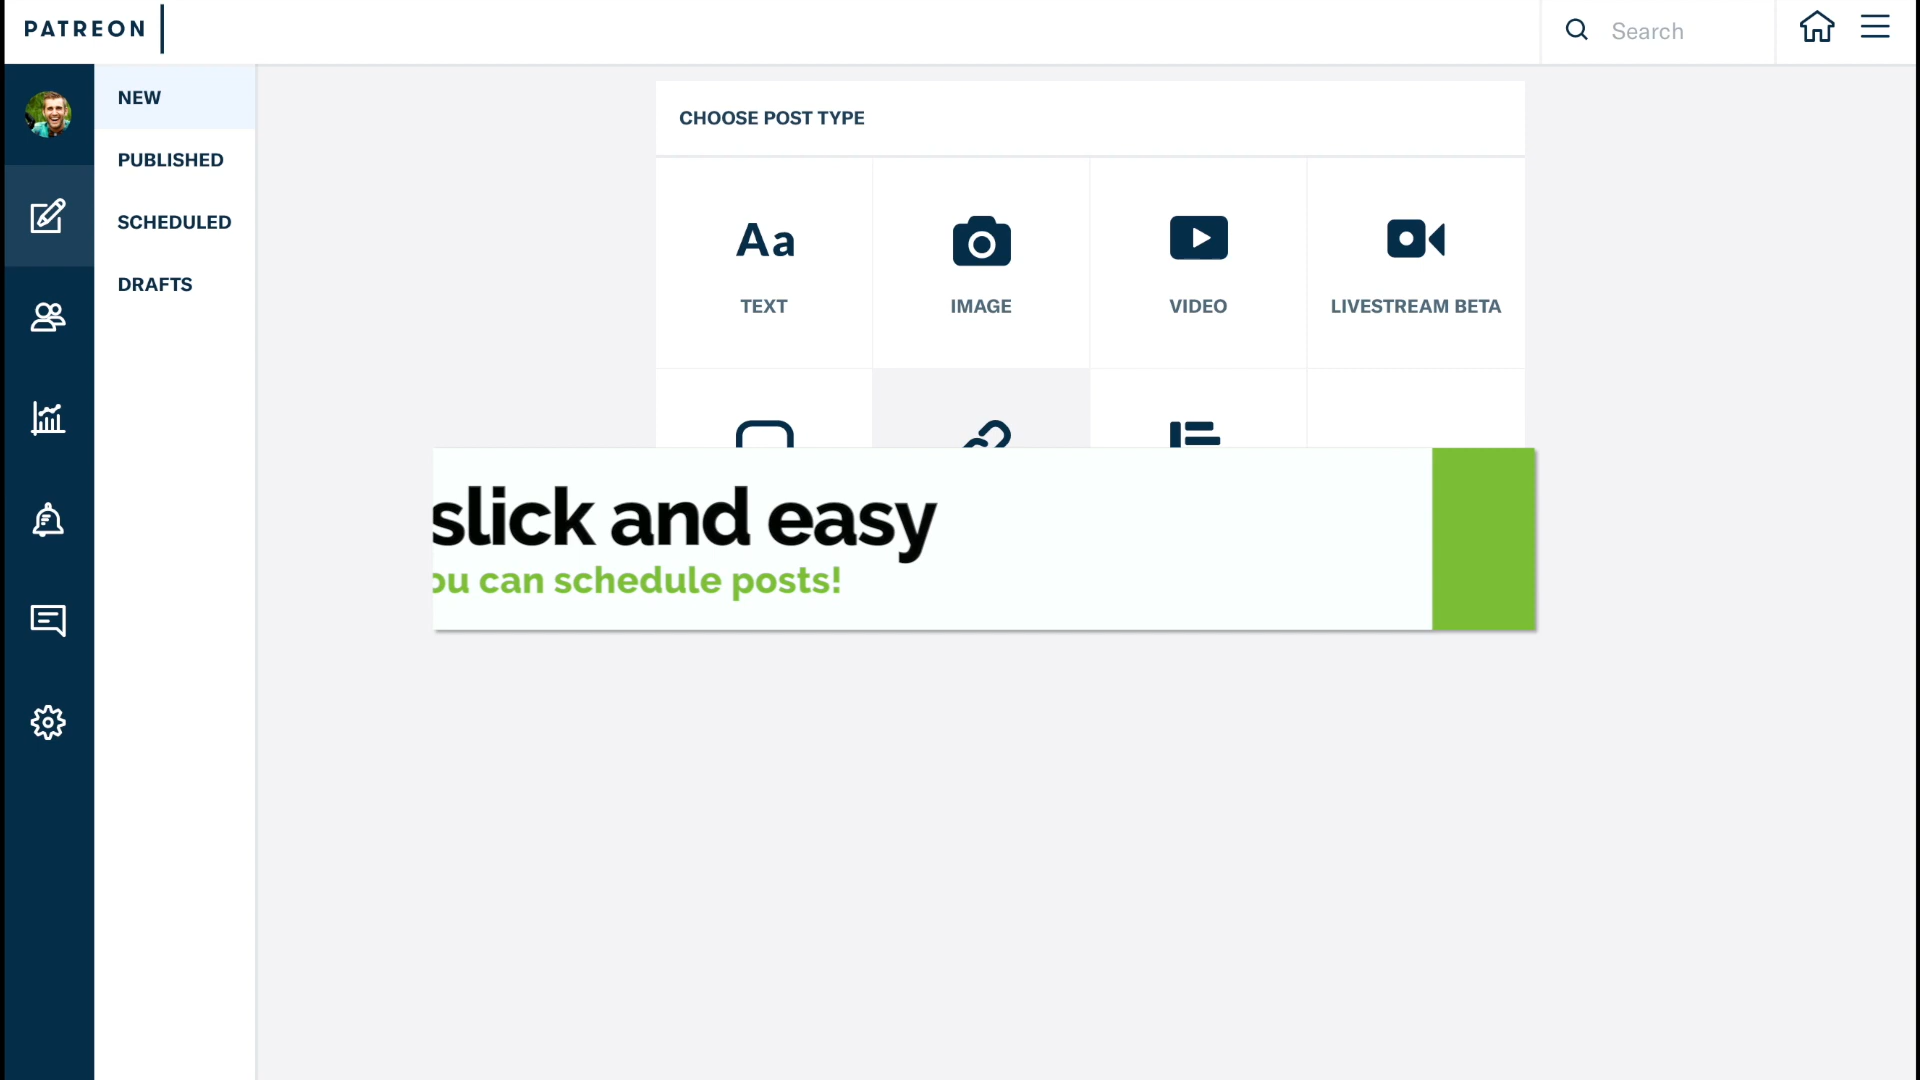 PATREON
Search
NEW
PUBLISHED
SCHEDULED
DRAFTS
CHOOSE POST TYPE
Aa
TEXT
IMAGE
VIDEO
LIVESTREAM BETA
slick and easy
ou can schedule posts!